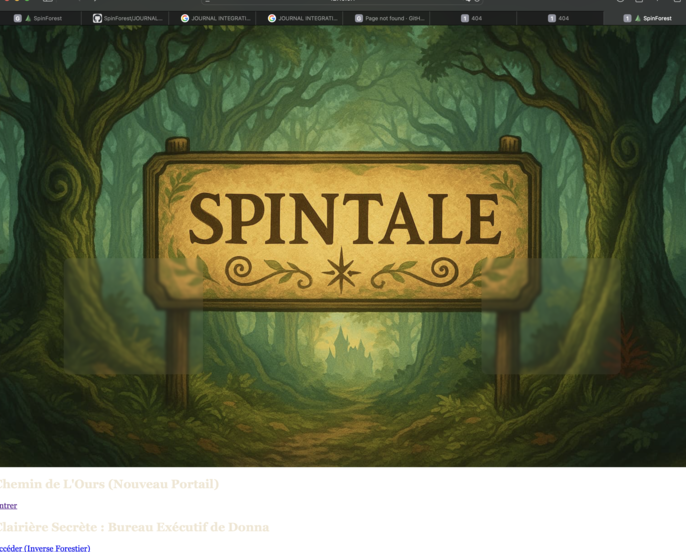 SpinForest
SpinForest/JOURNAL...
JOURNAL INTEGRATI...
JOURNAL INTEGRATI...
Page not found · GitH...
404
404
SpinForest
SPINTALE
Chemin de L'Ours (Nouveau Portail)
ntrer
Clairière Secrète : Bureau Exécutif de Donna
ccéder (Inverse Forestier)